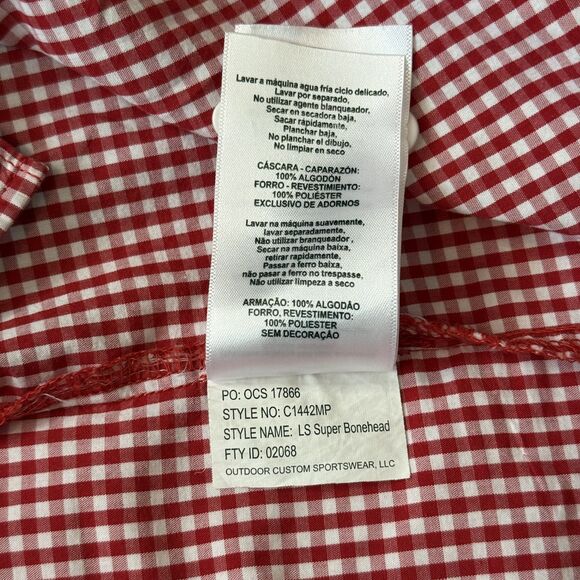 Lavar a máquina agua fría ciclo delicado,
Lavar por separado,
No utilizar agente blanqueador,
Secar en secadora baja,
Sacar rápidamente,
Planchar baja,
No planchar el dibujo,
No limpiar en seco
CÁSCARA - CAPARAZÓN:
100% ALGODÓN
FORRO - REVESTIMIENTO:
100% POLIÉSTER
EXCLUSIVO DE ADORNOS
Lavar na máquina suavemente,
lavar separadamente,
Não utilizar branqueador ,
Secar na máquina baixa,
retirar rapidamente,
Passar a ferro baixa,
não pasar a ferro no trespasse,
Não utilizar limpeza a seco
ARMAÇÃO: 100% ALGODÃO
FORRO, REVESTIMENTO:
100% POLIESTER
SEM DECORAÇÃO
PO: OCS 17866
STYLE NO: C1442MP
STYLE NAME: LS Super Bonehead
FTY ID: 02068
OUTDOOR CUSTOM SPORTSWEAR, LLC